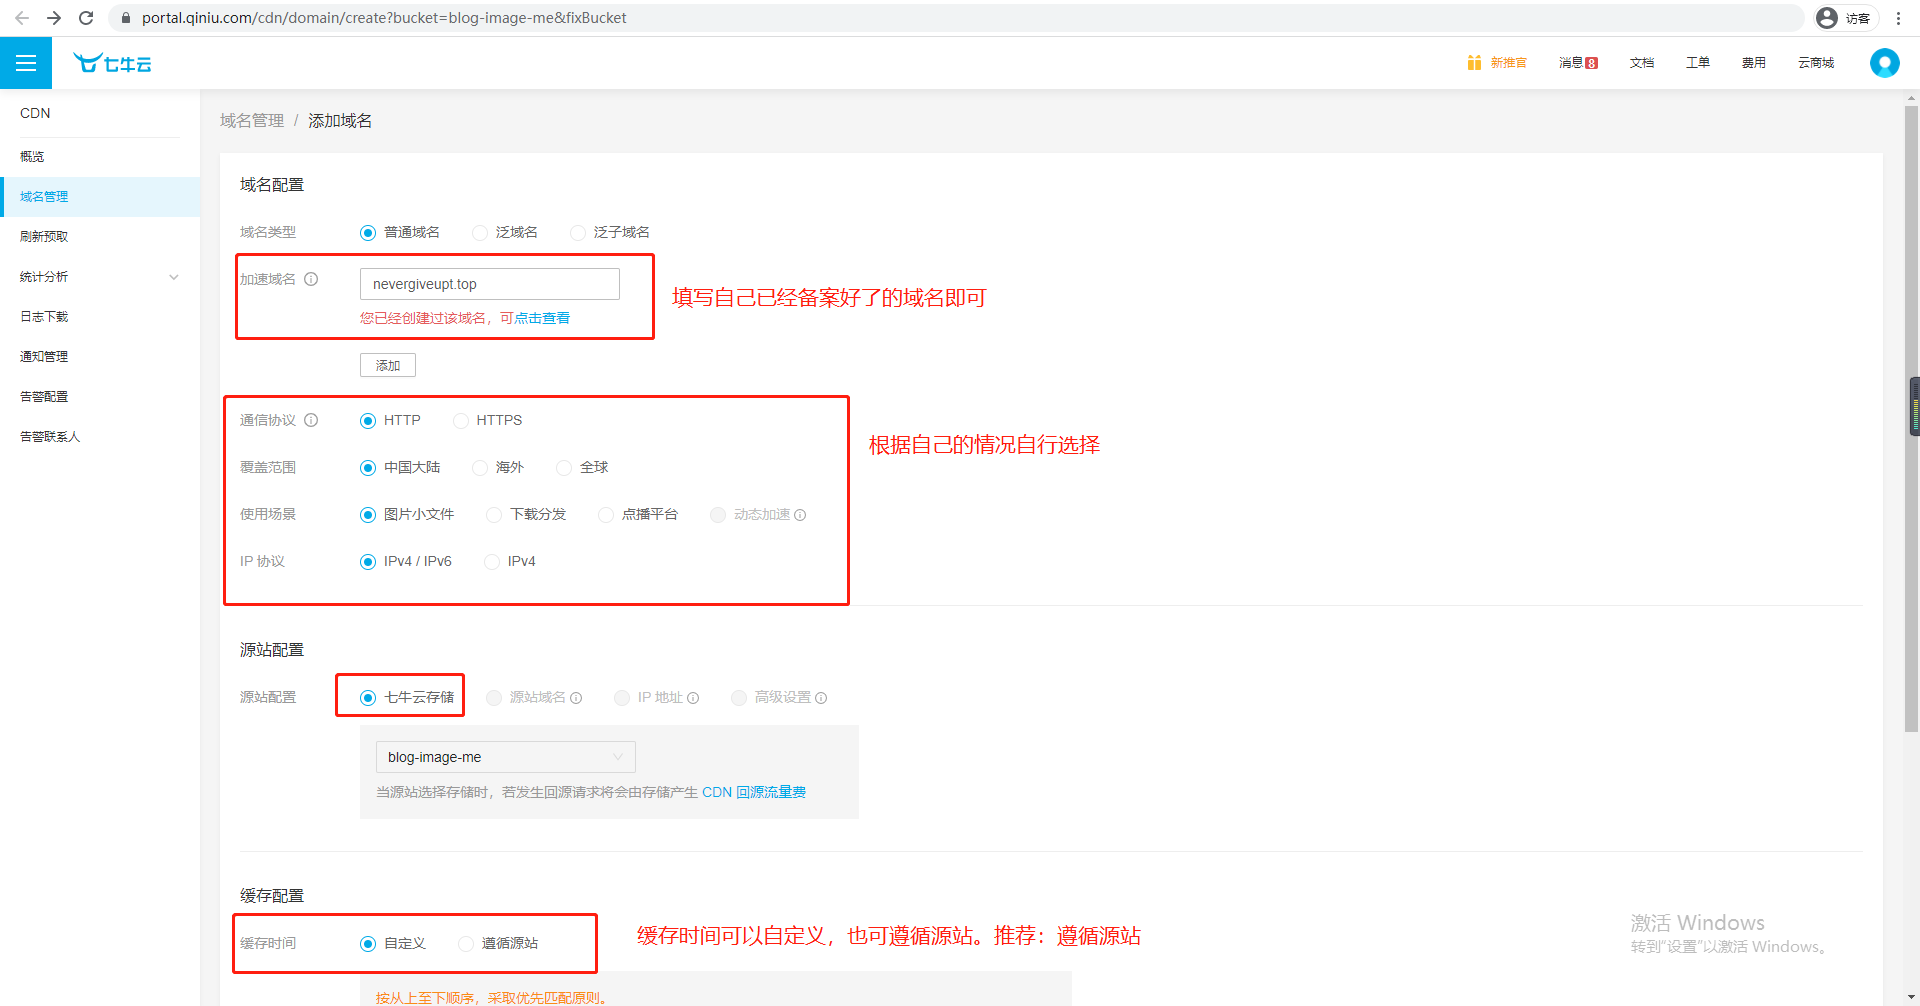 portal.qiniu.com/cdn/domain/create?bucket=blog-image-me&fixBucket
访客
七牛云
新推官
消息8
文档
工单
费用
云商城
CDN
概览
域名管理
刷新预取
统计分析
日志下载
通知管理
告警配置
告警联系人
域名管理 / 添加域名
域名配置
域名类型 普通域名 泛域名 泛子域名
加速域名 nevergiveupt.top
填写自己已经备案好了的域名即可
您已经创建过该域名，可点击查看
添加
通信协议 HTTP HTTPS
根据自己的情况自行选择
覆盖范围 中国大陆 海外 全球
使用场景 图片小文件 下载分发 点播平台 动态加速
IP 协议 IPv4 / IPv6 IPv4
源站配置
源站配置 七牛云存储 源站域名 IP 地址 高级设置
blog-image-me
当源站选择存储时，若发生回源请求将会由存储产生 CDN 回源流量费
缓存配置
缓存时间 自定义 遵循源站
缓存时间可以自定义，也可遵循源站。推荐：遵循源站
按从上至下顺序，采取优先匹配原则。
激活 Windows
转到"设置"以激活 Windows。